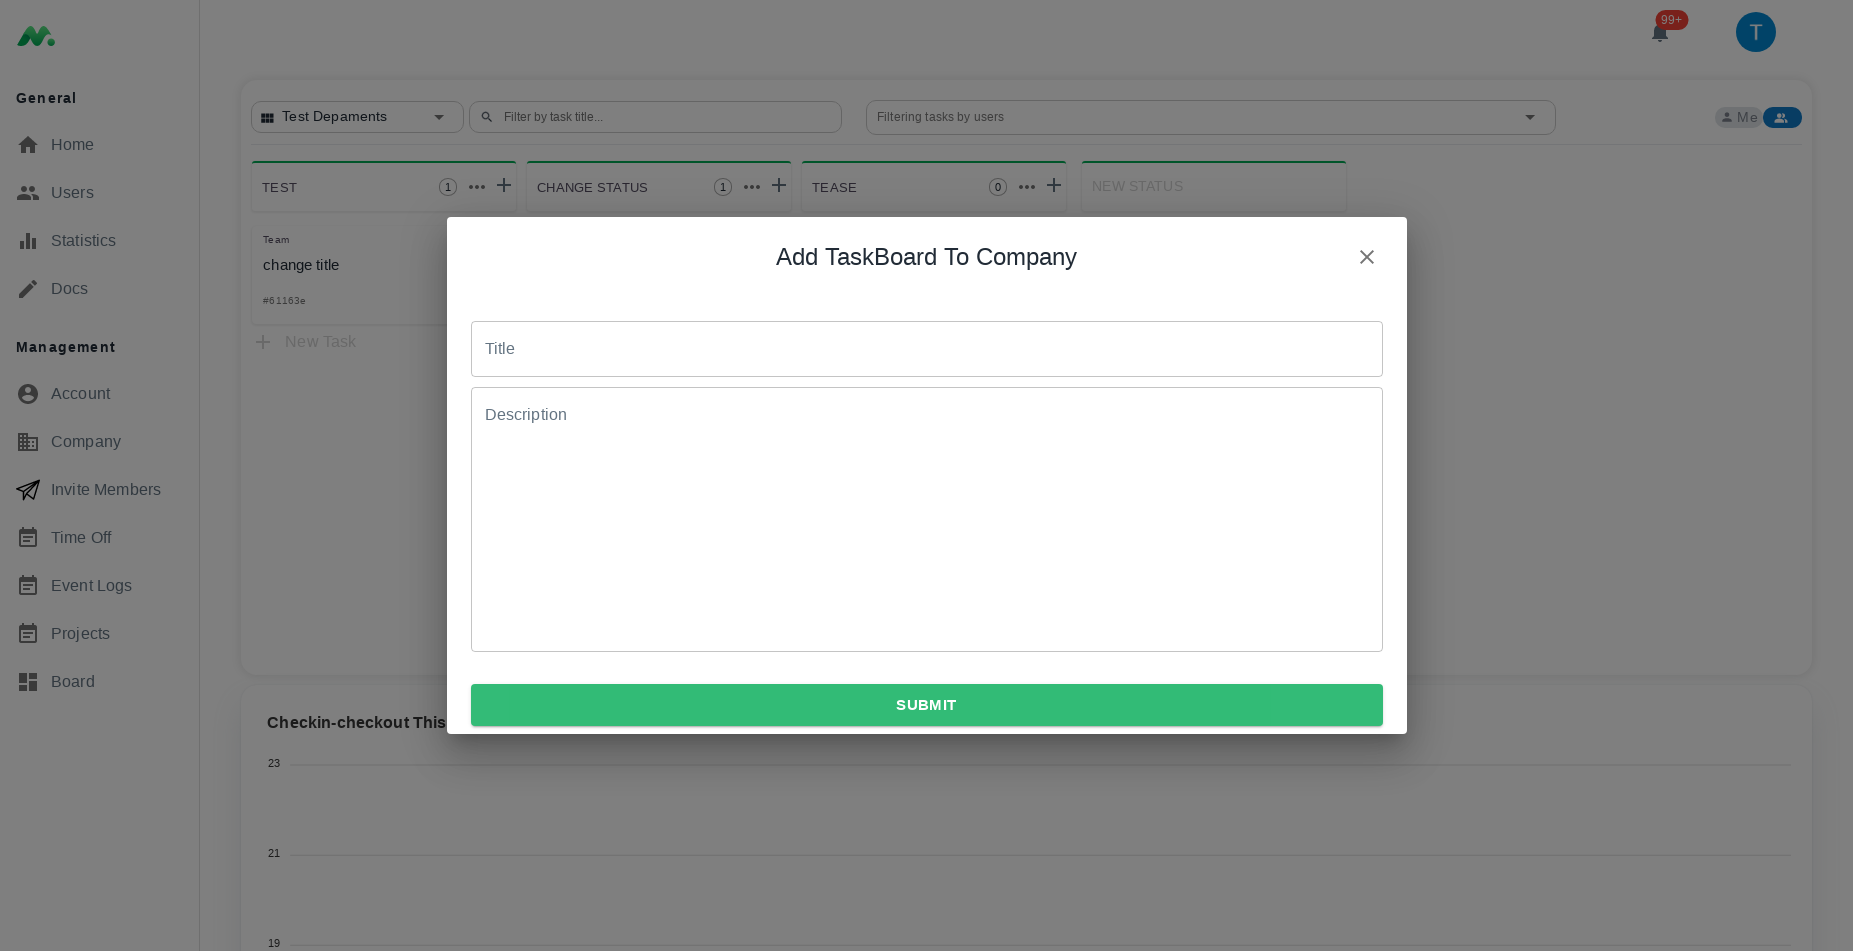 99+
T
General
Home
Users
Statistics
Docs
Management
Account
Company
Invite Members
Time Off
Event Logs
Projects
Board
Test Depaments
Filter by task title...
Filtering tasks by users
Me
TEST
1
CHANGE STATUS
1
TEASE
0
NEW STATUS
Team
change title
#61163e
New Task
Add TaskBoard To Company
Title
Description
SUBMIT
Checkin-checkout This
23
21
19